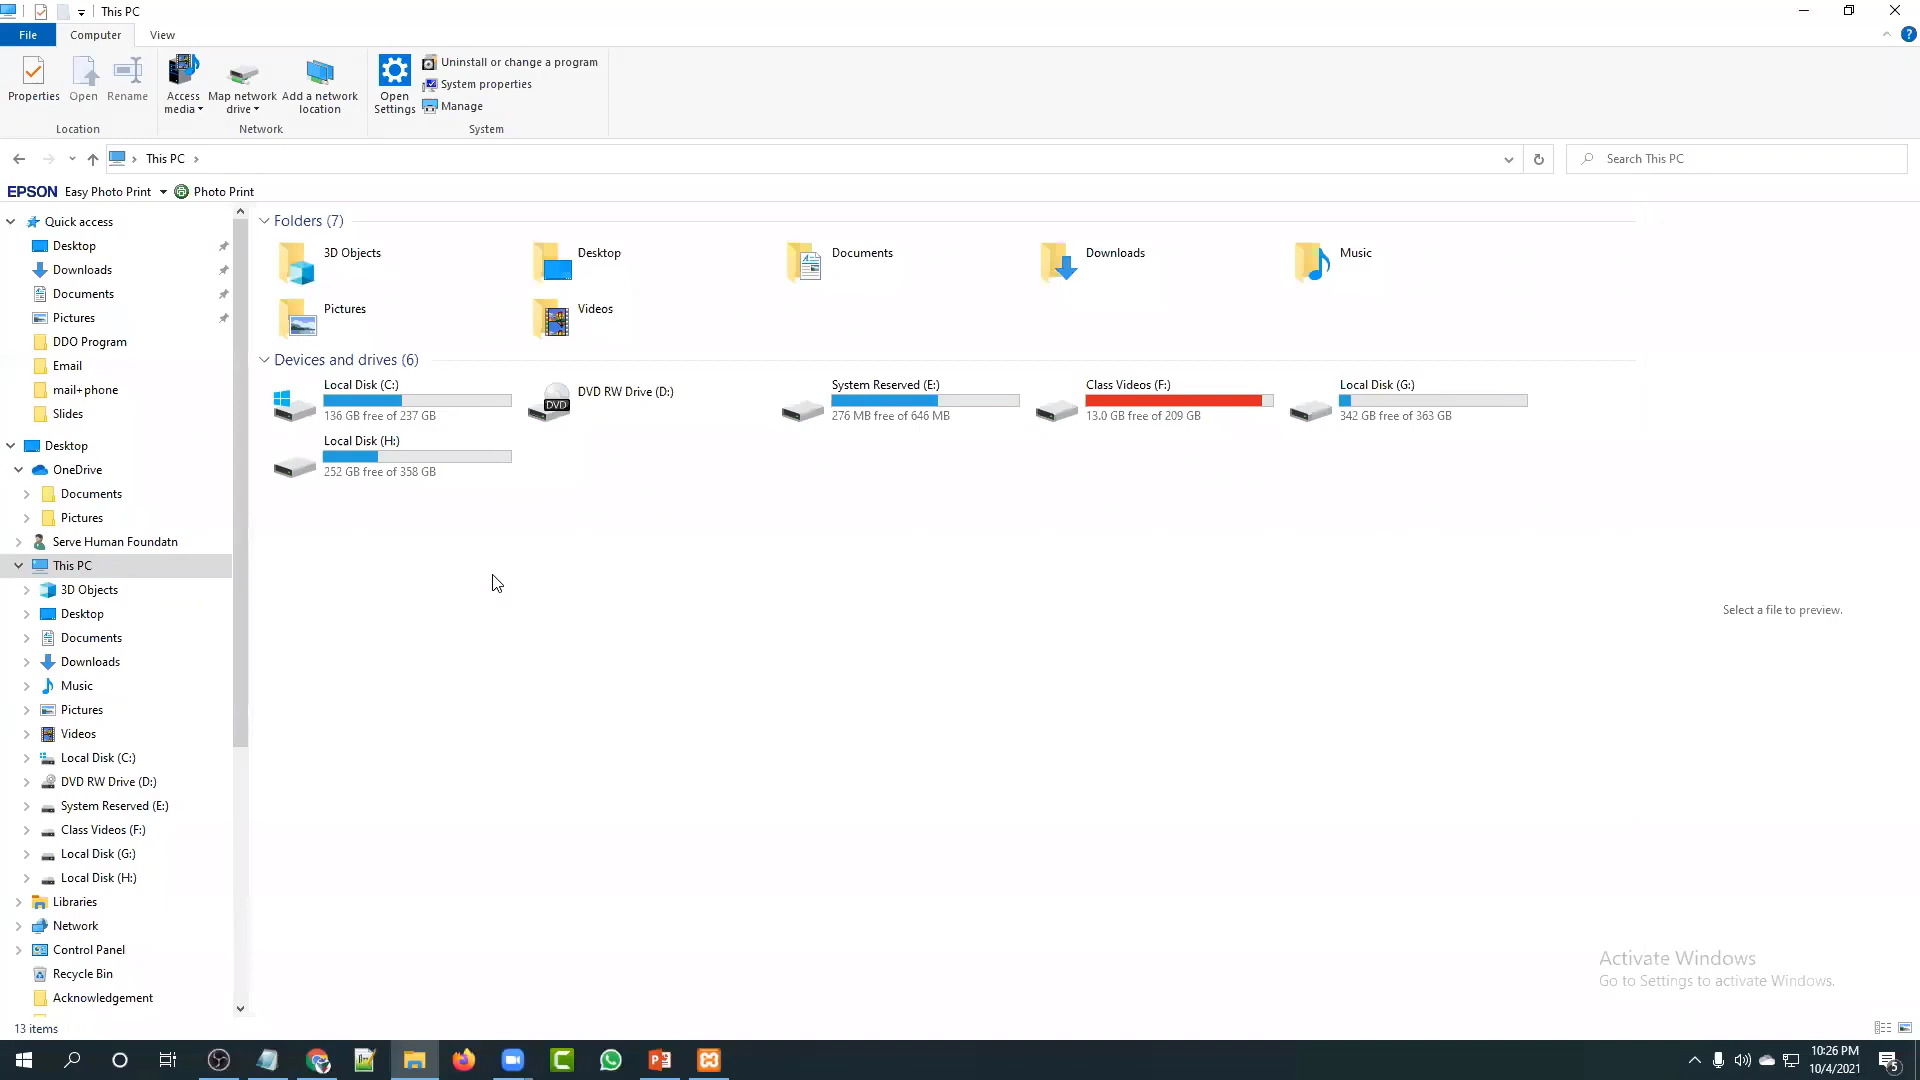 This PC
File
Computer
View
Properties
Open
Rename
Access
media
Map network
drive
Add a network
location
Open
Settings
Uninstall or change a program
System properties
Manage
Location
Network
System
This PC
Search This PC
EPSON Easy Photo Print
Photo Print
Quick access
Desktop
Downloads
Documents
Pictures
DDO Program
Email
mail+phone
Slides
Desktop
OneDrive
Documents
Pictures
Serve Human Foundatn
This PC
3D Objects
Desktop
Documents
Downloads
Music
Pictures
Videos
Local Disk (C:)
DVD RW Drive (D:)
System Reserved (E:)
Class Videos (F:)
Local Disk (G:)
Local Disk (H:)
Libraries
Network
Control Panel
Recycle Bin
Acknowledgement
Folders (7)
3D Objects
Desktop
Documents
Downloads
Music
Pictures
Videos
Devices and drives (6)
Local Disk (C:)
136 GB free of 237 GB
DVD
DVD RW Drive (D:)
System Reserved (E:)
276 MB free of 646 MB
Class Videos (F:)
13.0 GB free of 209 GB
Local Disk (G:)
342 GB free of 363 GB
Local Disk (H:)
252 GB free of 358 GB
Select a file to preview.
Activate Windows
Go to Settings to activate Windows.
13 items
10:26 PM
10/4/2021
5